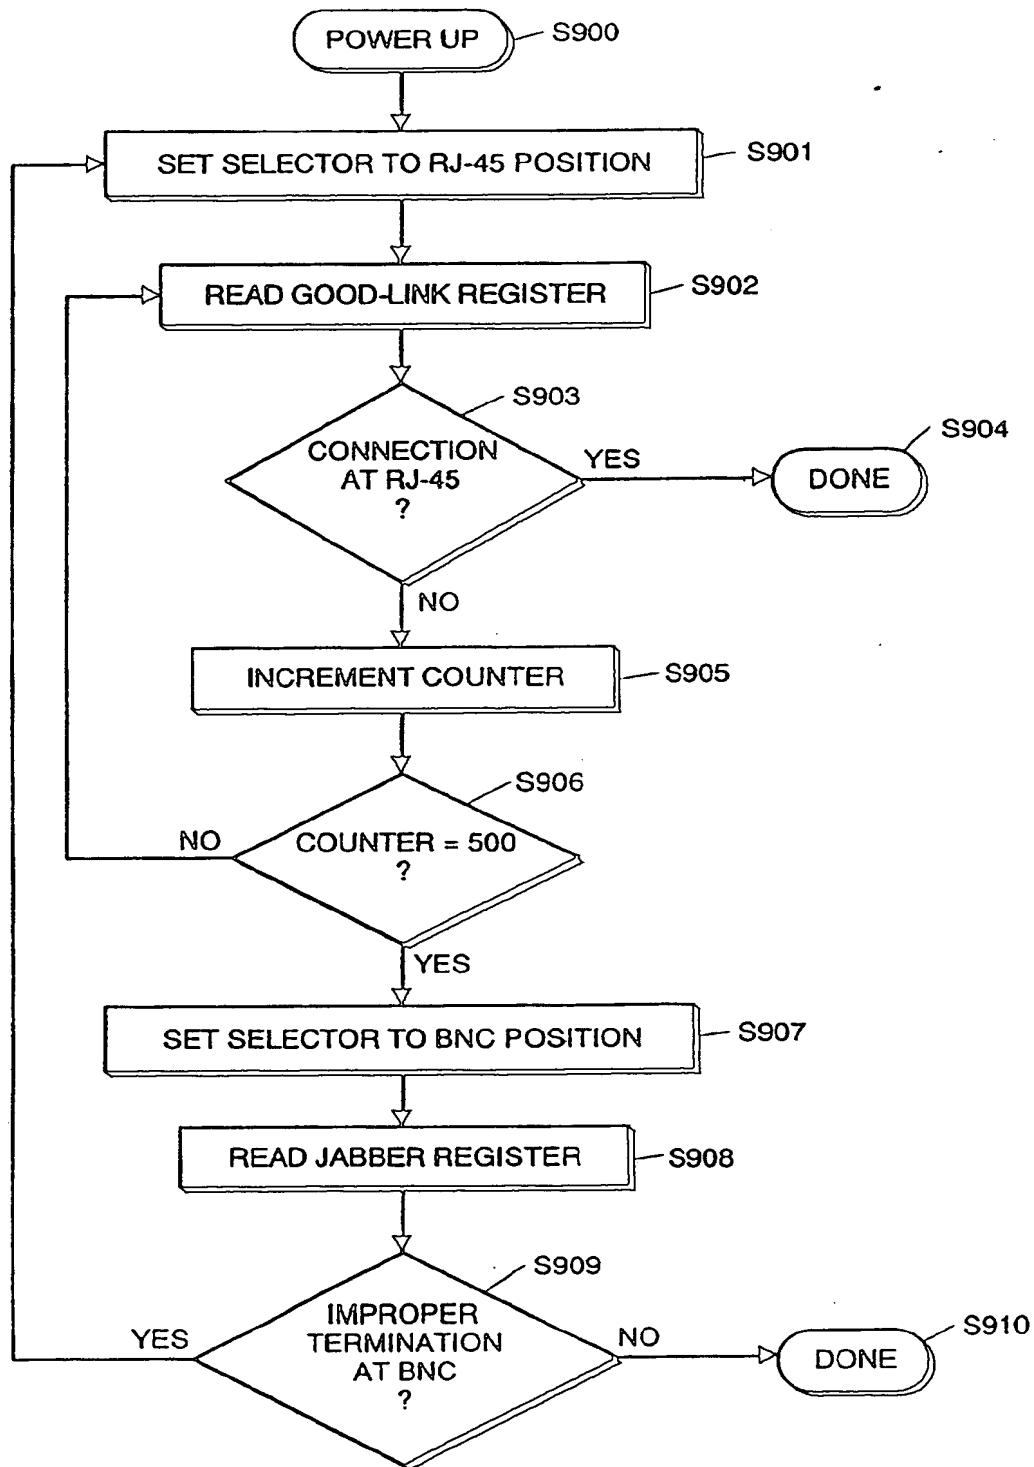 POWER UP
S900
SET SELECTOR TO RJ-45 POSITION
S901
READ GOOD-LINK REGISTER
S902
S903
CONNECTION
AT RJ-45
?
YES
S904
DONE
NO
INCREMENT COUNTER
S905
S906
NO
COUNTER = 500
?
YES
SET SELECTOR TO BNC POSITION
S907
READ JABBER REGISTER
S908
S909
YES
IMPROPER
TERMINATION
AT BNC
?
NO
S910
DONE